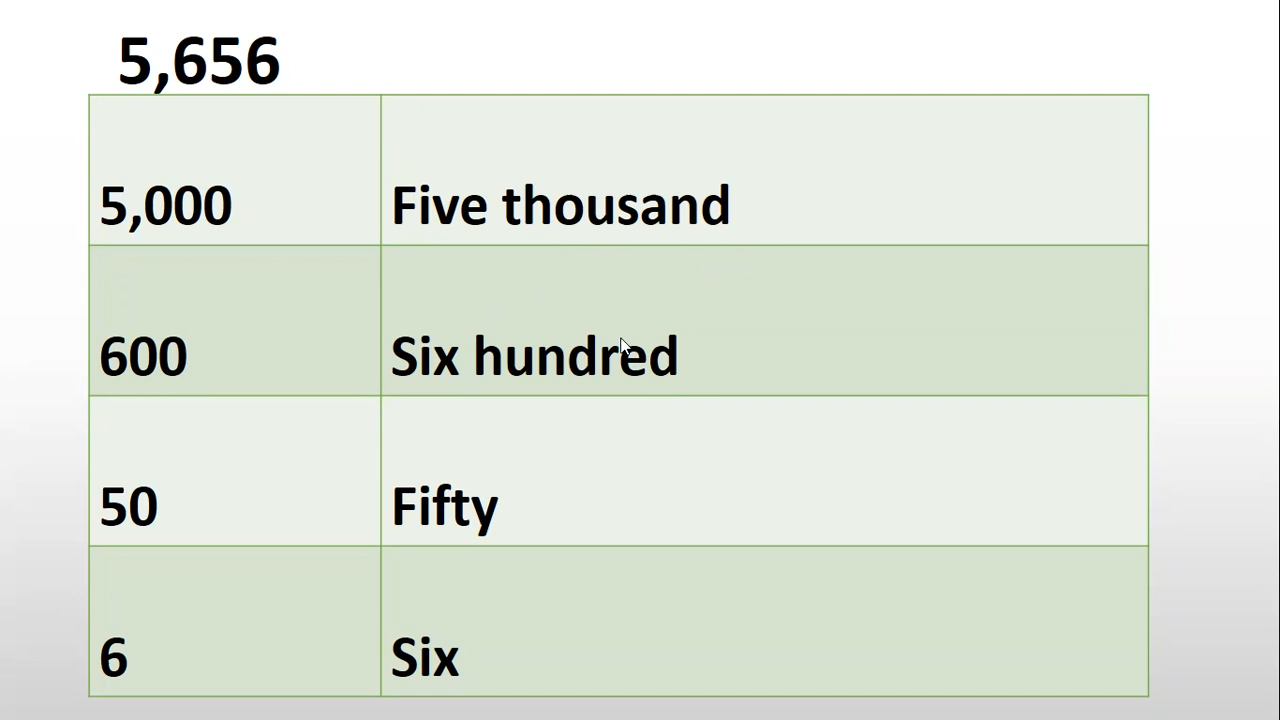 5,656
5,000 Five thousand
600 Six hundred
50 Fifty
6 Six